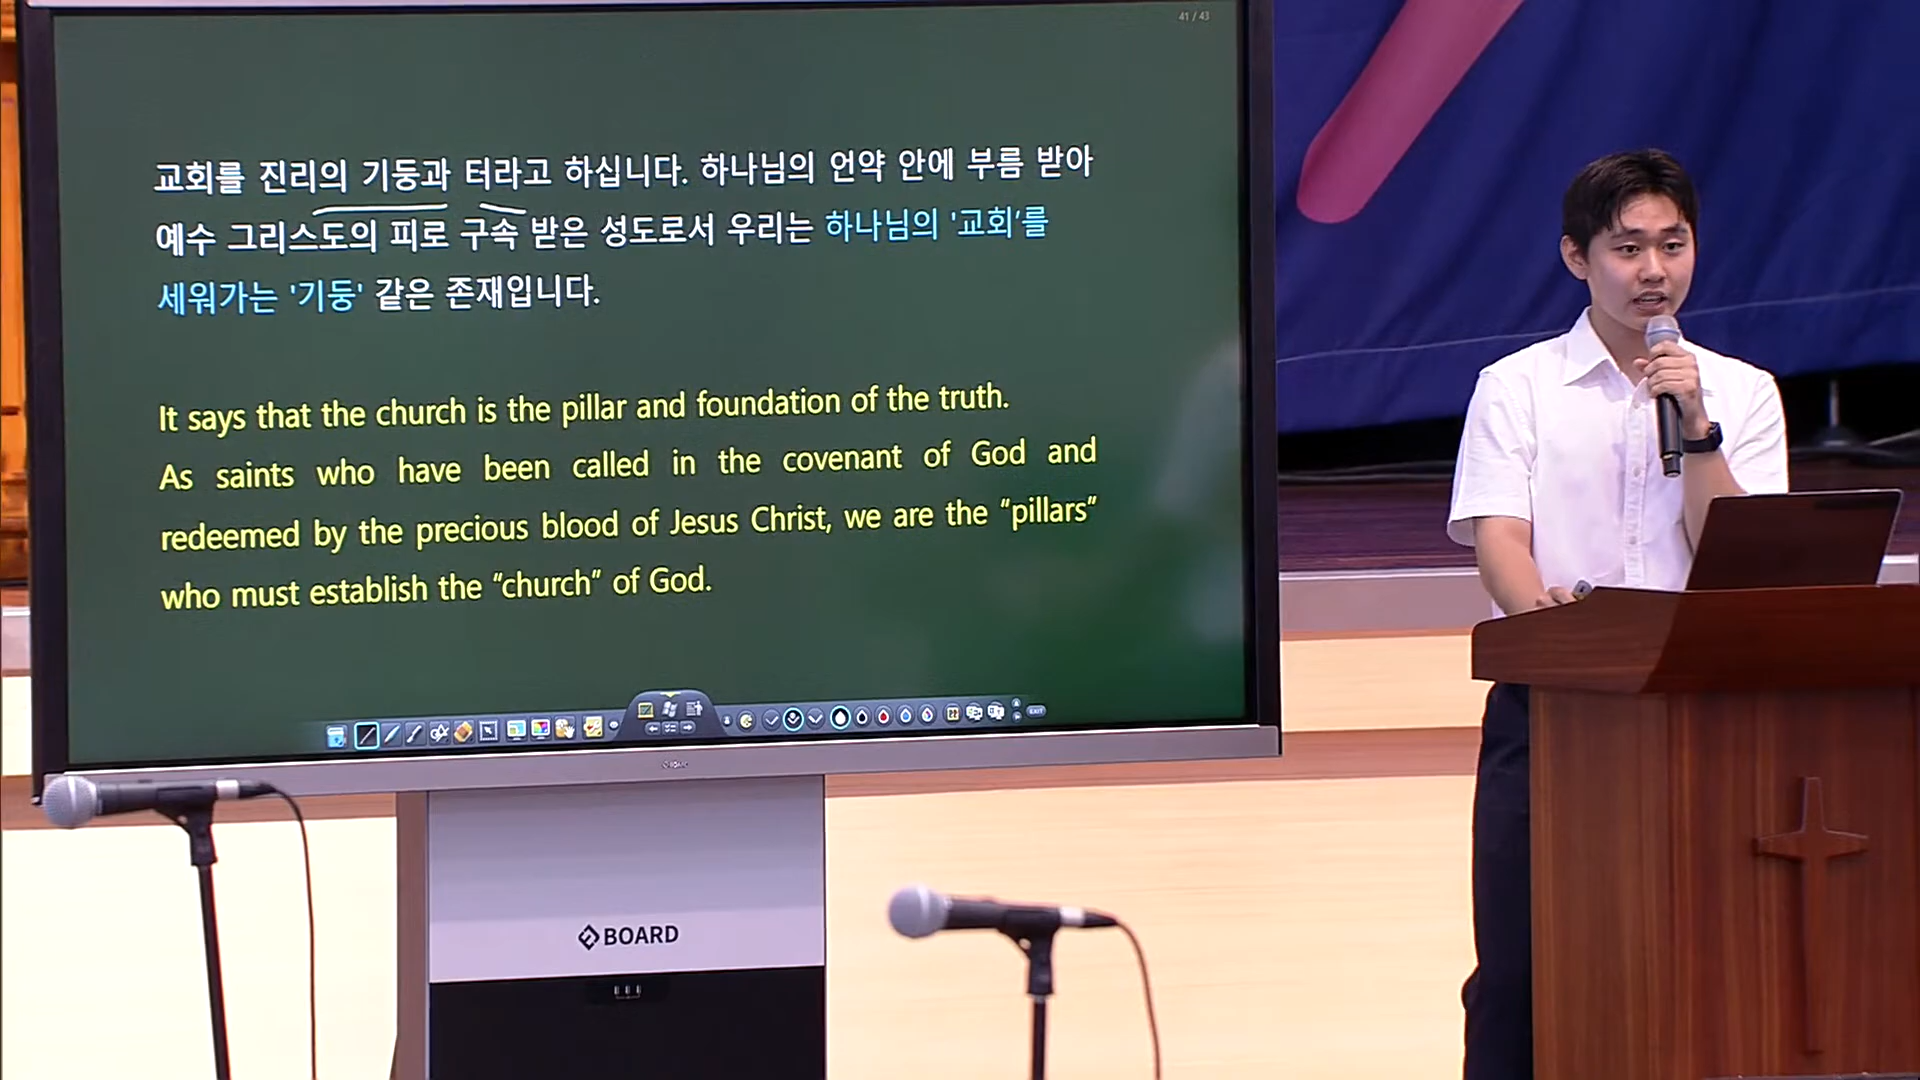 41 / 43
교회를 진리의 기둥과 터라고 하십니다. 하나님의 언약 안에 부름 받아
예수 그리스도의 피로 구속 받은 성도로서 우리는 하나님의 '교회'를
세워가는 '기둥' 같은 존재입니다.
It says that the church is the pillar and foundation of the truth.
As saints who have been called in the covenant of God and
redeemed by the precious blood of Jesus Christ, we are the “pillars”
who must establish the “church” of God.
EXIT
BOARD